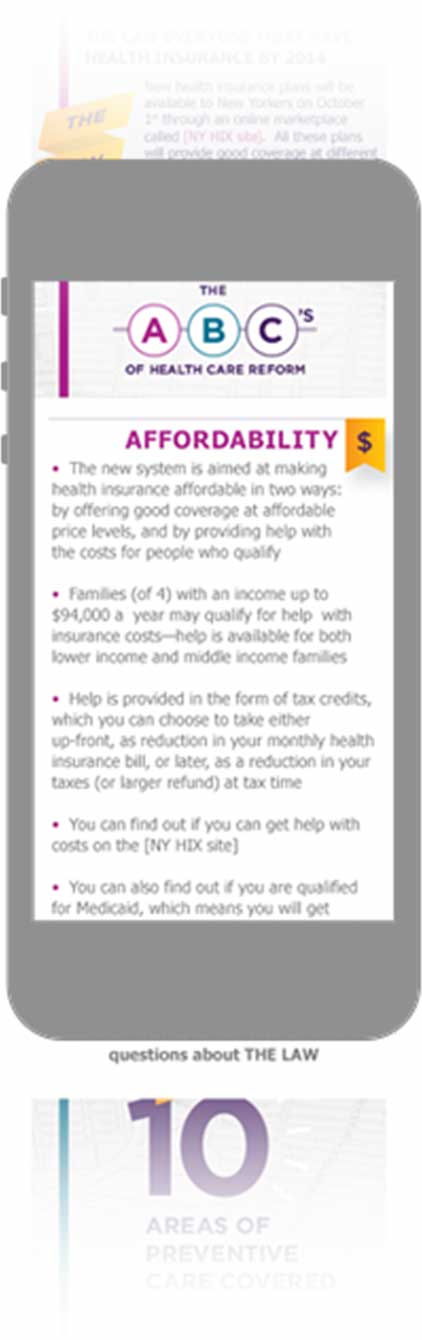 THE LAW EVERYONE MUST HAVE
HEALTH INSURANCE BY 2014
New health insurance plans will be
available to New Yorkers on October
1st through an online marketplace
called [NY HIX site]. All these plans
will provide good coverage at different
THE
THE
A B C 'S
OF HEALTH CARE REFORM
AFFORDABILITY $
• The new system is aimed at making
health insurance affordable in two ways:
by offering good coverage at affordable
price levels, and by providing help with
the costs for people who qualify
• Families (of 4) with an income up to
$94,000 a year may qualify for help with
insurance costs—help is available for both
lower income and middle income families
• Help is provided in the form of tax credits,
which you can choose to take either
up-front, as reduction in your monthly health
insurance bill, or later, as a reduction in your
taxes (or larger refund) at tax time
• You can find out if you can get help with
costs on the [NY HIX site]
• You can also find out if you are qualified
for Medicaid, which means you will get
questions about THE LAW
10
AREAS OF
PREVENTIVE
CARE COVERED